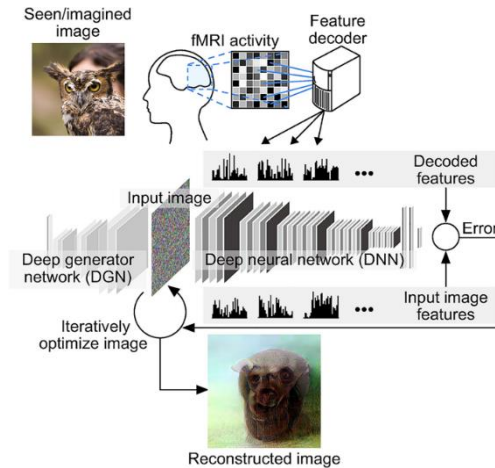 Seen/imagined
image
fMRI activity
Feature
decoder
Decoded
features
Input image
Error
Deep generator
network (DGN)
Deep neural network (DNN)
Input image
features
Iteratively
optimize image
Reconstructed image